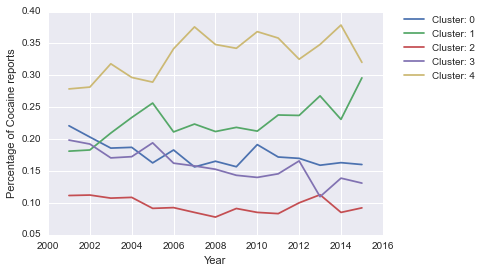 0.40
0.35
0.30
0.25
0.20
0.15
0.10
0.05
Percentage of Cocaine reports
2000 2002 2004 2006 2008 2010 2012 2014 2016
Year
Cluster: 0
Cluster: 1
Cluster: 2
Cluster: 3
Cluster: 4